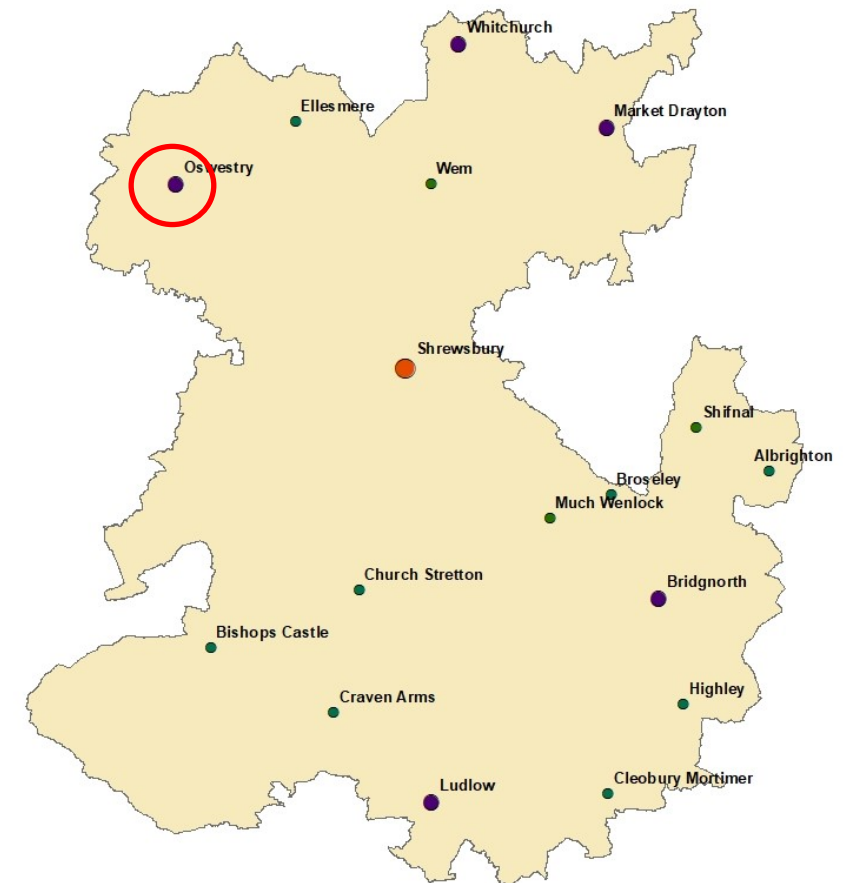 Whitchurch
Ellesmere
Market Drayton
Oswestry
Wem
Shrewsbury
Shifnal
Albrighton
Broseley
Much Wenlock
Church Stretton
Bridgnorth
Bishops Castle
Craven Arms
Highley
Cleobury Mortimer
Ludlow